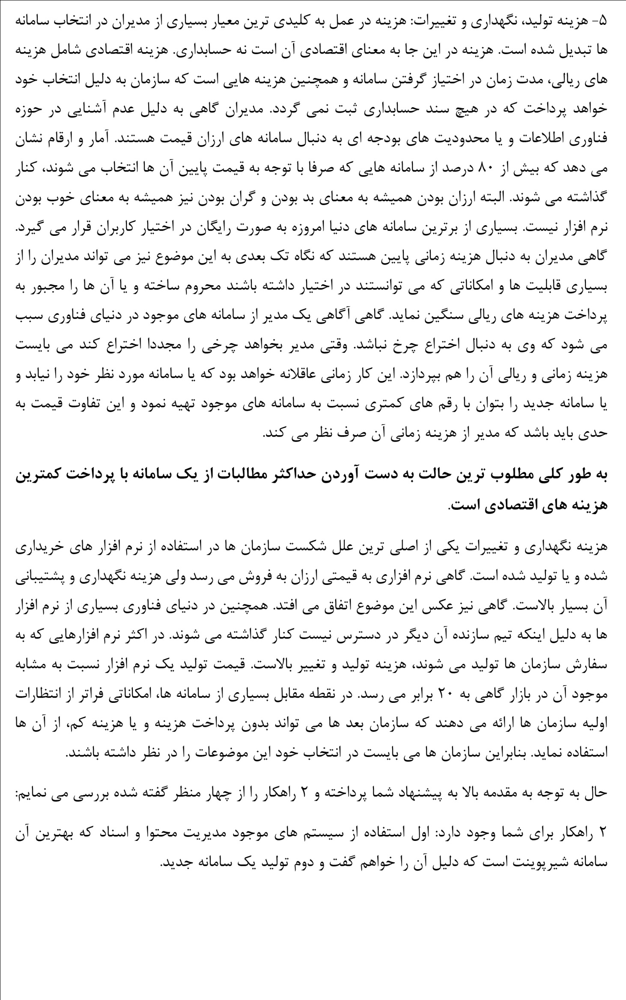 ۵- هزینه تولید، نگهداری و تغییرات: هزینه در عمل به کلیدی ترین معیار بسیاری از مدیران در انتخاب سامانه
ها تبدیل شده است. هزینه در این جا به معنای اقتصادی آن است نه حسابداری. هزینه اقتصادی شامل هزینه
های ریالی، مدت زمان در اختیاز گرفتن سامانه و همچنین هزینه هایی است که سازمان به دلیل انتخاب خود
خواهد پرداخت که در هیچ سند حسابداری ثبت نمی گردد. مدیران گاهی به دلیل عدم آشنایی در حوزه
فناوری اطلاعات و یا محدودیت های بودجه ای به دنبال سامانه های ارزان قیمت هستند. آمار و ارقام نشان
می دهد که بیش از ۸۰ درصد از سامانه هایی که صرفا با توجه به قیمت پایین آن ها انتخاب می شوند، کنار
گذاشته می شوند. البته ارزان بودن همیشه به معنای بد بودن و گران بودن نیز همیشه به معنای خوب بودن
نرم افزار نیست. بسیاری از برترین سامانه های دنیا امروزه به صورت رایگان در اختیار کاربران قرار می گیرد.
گاهی مدیران به دنبال هزینه زمانی پایین هستند که نگاه تک بعدی به این موضوع نیز می تواند مدیران را از
بسیاری قابلیت ها و امکاناتی که می توانستند در اختیار داشته باشند محروم ساخته و یا آن ها را مجبور به
پرداخت هزینه های ریالی سنگین نماید. گاهی آگاهی یک مدیر از سامانه های موجود در دنیای فناوری سبب
می شود که وی به دنبال اختراع چرخ نباشد. وقتی مدیر بخواهد چرخی را مجددا اختراع کند می بایست
هزینه زمانی و ریالی آن را هم بپردازد. این کار زمانی عاقلانه خواهد بود که یا سامانه مورد نظر خود را نیابد و
یا سامانه جدید را بتوان با رقم های کمتری نسبت به سامانه های موجود تهیه نمود و این تفاوت قیمت به
حدی باید باشد که مدیر از هزینه زمانی آن صرف نظر می کند.
به طور کلی مطلوب ترین حالت به دست آوردن حداکثر مطالبات از یک سامانه با پرداخت کمترین
هزینه های اقتصادی است.
هزینه نگهداری و تغییرات یکی از اصلی ترین علل شکست سازمان ها در استفاده از نرم افزار های خریداری
شده و یا تولید شده است. گاهی نرم افزاری به قیمتی ارزان به فروش می رسد ولی هزینه نگهداری و پشتیبانی
آن بسیار بالاست. گاهی نیز عکس این موضوع اتفاق می افتد. همچنین در دنیای فناوری بسیاری از نرم افزار
ها به دلیل اینکه تیم سازنده آن دیگر در دسترس نیست کنار گذاشته می شوند. در اکثر نرم افزارهایی که به
سفارش سازمان ها تولید می شوند، هزینه تولید و تغییر بالاست. قیمت تولید یک نرم افزار نسبت به مشابه
موجود آن در بازار گاهی به ۲۰ برابر می رسد. در نقطه مقابل بسیاری از سامانه ها، امکاناتی فراتر از انتظارات
اولیه سازمان ها ارائه می دهند که سازمان بعد ها می تواند بدون پرداخت هزینه و یا هزینه کم، از آن ها
استفاده نماید. بنابراین سازمان ها می بایست در انتخاب خود این موضوعات را در نظر داشته باشند.
حال به توجه به مقدمه بالا به پیشنهاد شما پرداخته و ۲ راهکار را از چهار منظر گفته شده بررسی می نمایم:
۲ راهکار برای شما وجود دارد: اول استفاده از سیستم های موجود مدیریت محتوا و اسناد که بهترین آن
سامانه شیرپوینت است که دلیل آن را خواهم گفت و دوم تولید یک سامانه جدید.